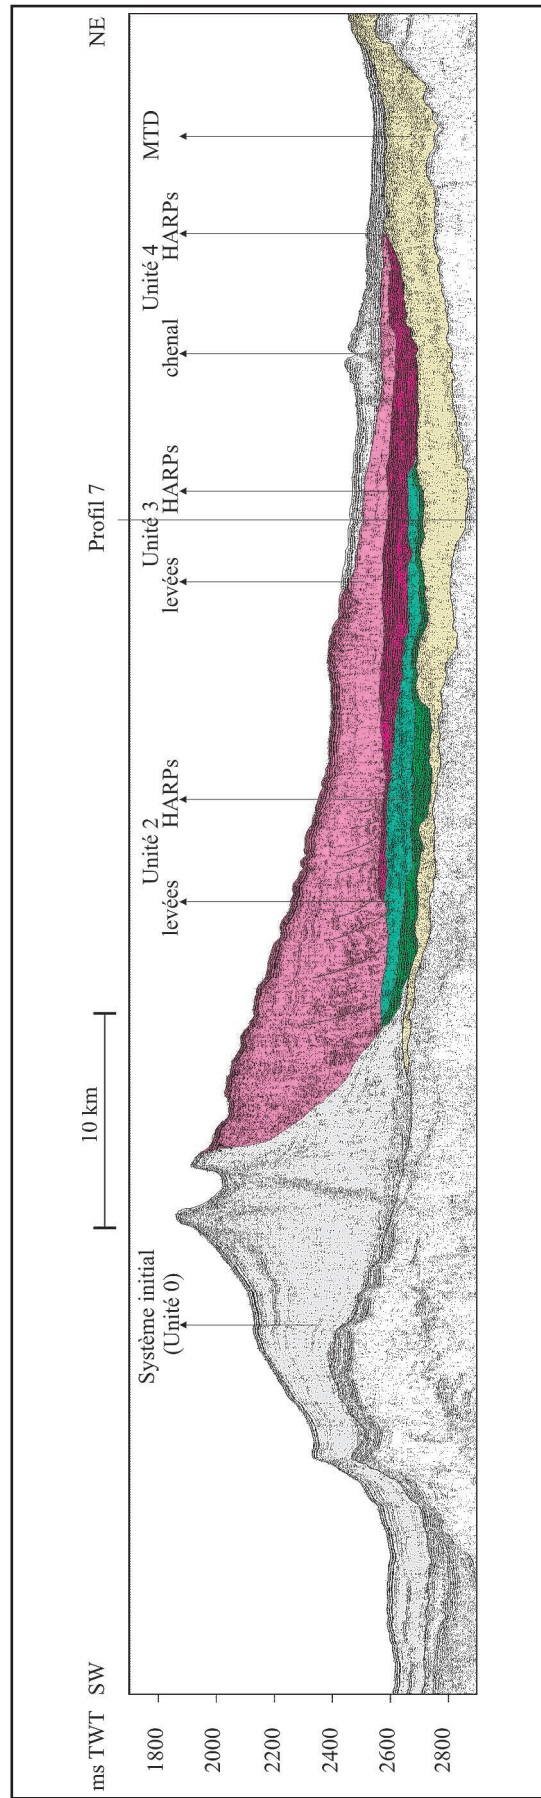 ms TWT
SW
NE
Profil 7
Système initial
(Unité 0)
10 km
Unité 2
levées
HARPs
Unité 3
levées
HARPs
chenal
Unité 4
HARPs
MTD
1800
2000
2200
2400
2600
2800